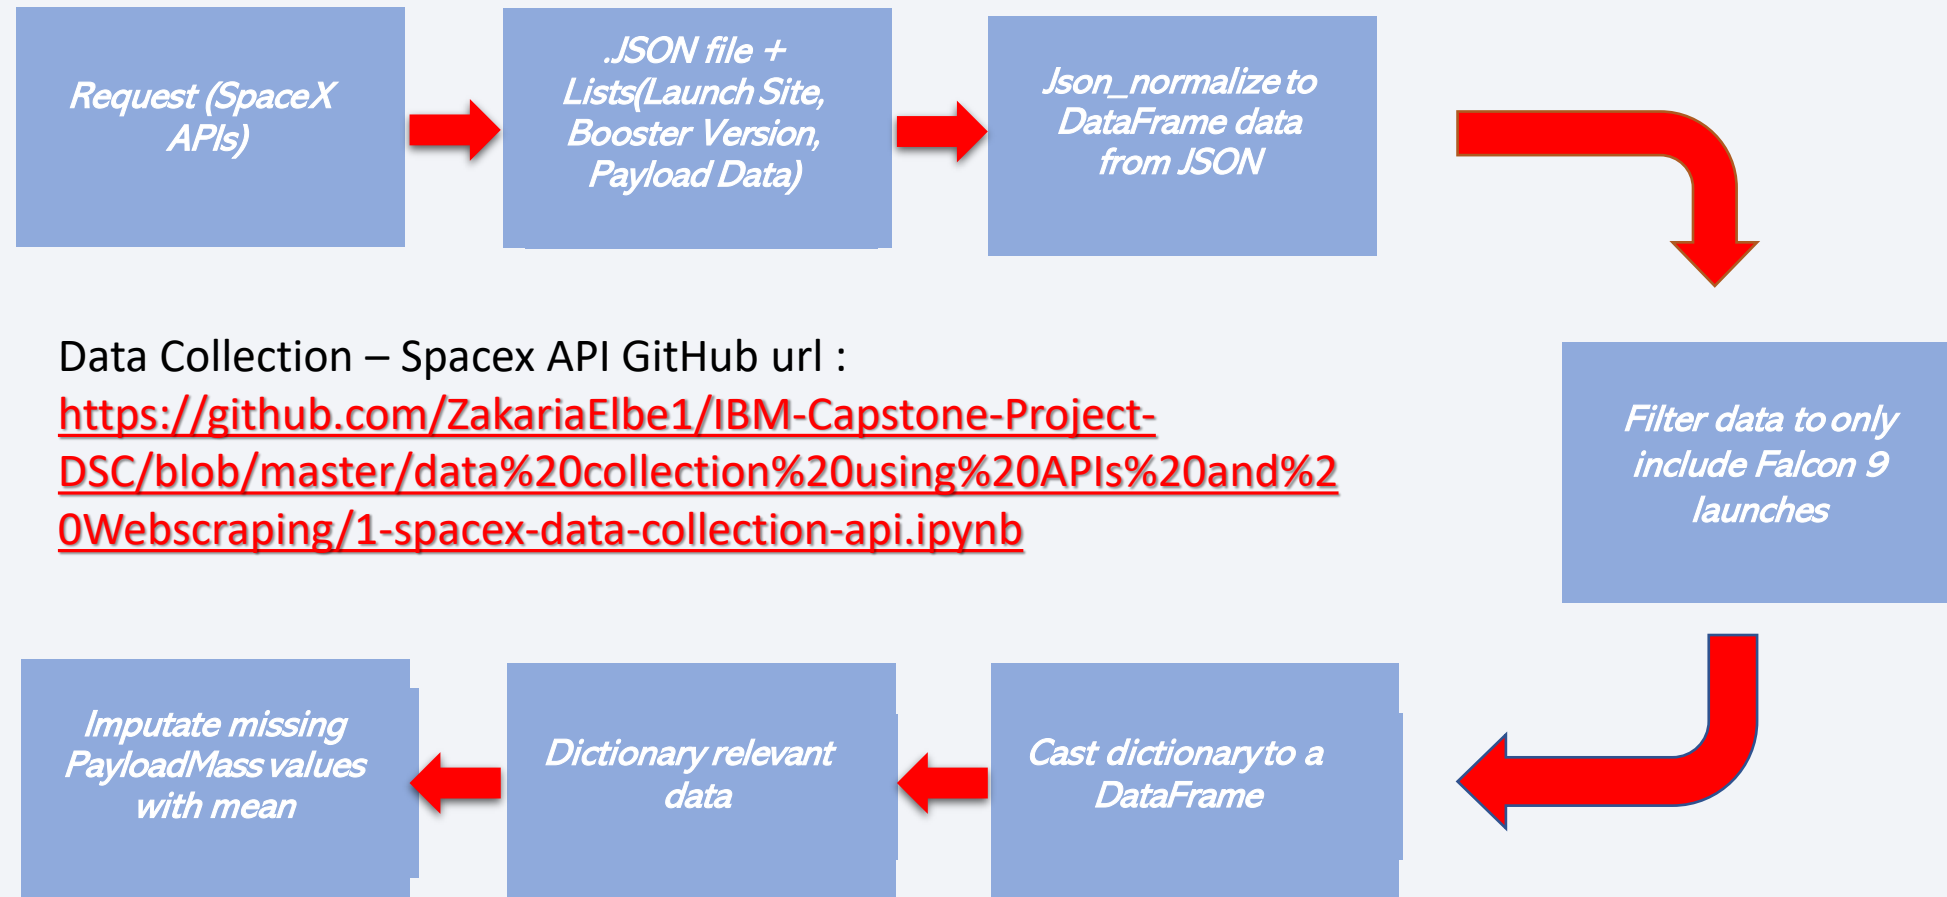 Request (SpaceX
APIs)
.JSON file +
Lists(Launch Site,
Booster Version,
Payload Data)
Json_normalize to
DataFrame data
from JSON
Data Collection – Spacex API GitHub url :
https://github.com/ZakariaElbe1/IBM-Capstone-Project-
DSC/blob/master/data%20collection%20using%20APIs%20and%2
0Webscraping/1-spacex-data-collection-api.ipynb
Filter data to only
include Falcon 9
launches
Imputate missing
PayloadMass values
with mean
Dictionary relevant
data
Cast dictionary to a
DataFrame